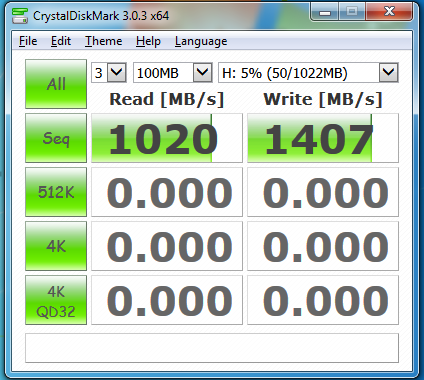 CrystalDiskMark 3.0.3 x64
File Edit Theme Help Language
All 3 100MB H: 5% (50/1022MB)
Read [MB/s] Write [MB/s]
Seq 1020 1407
512K 0.000 0.000
4K 0.000 0.000
4K
QD32 0.000 0.000